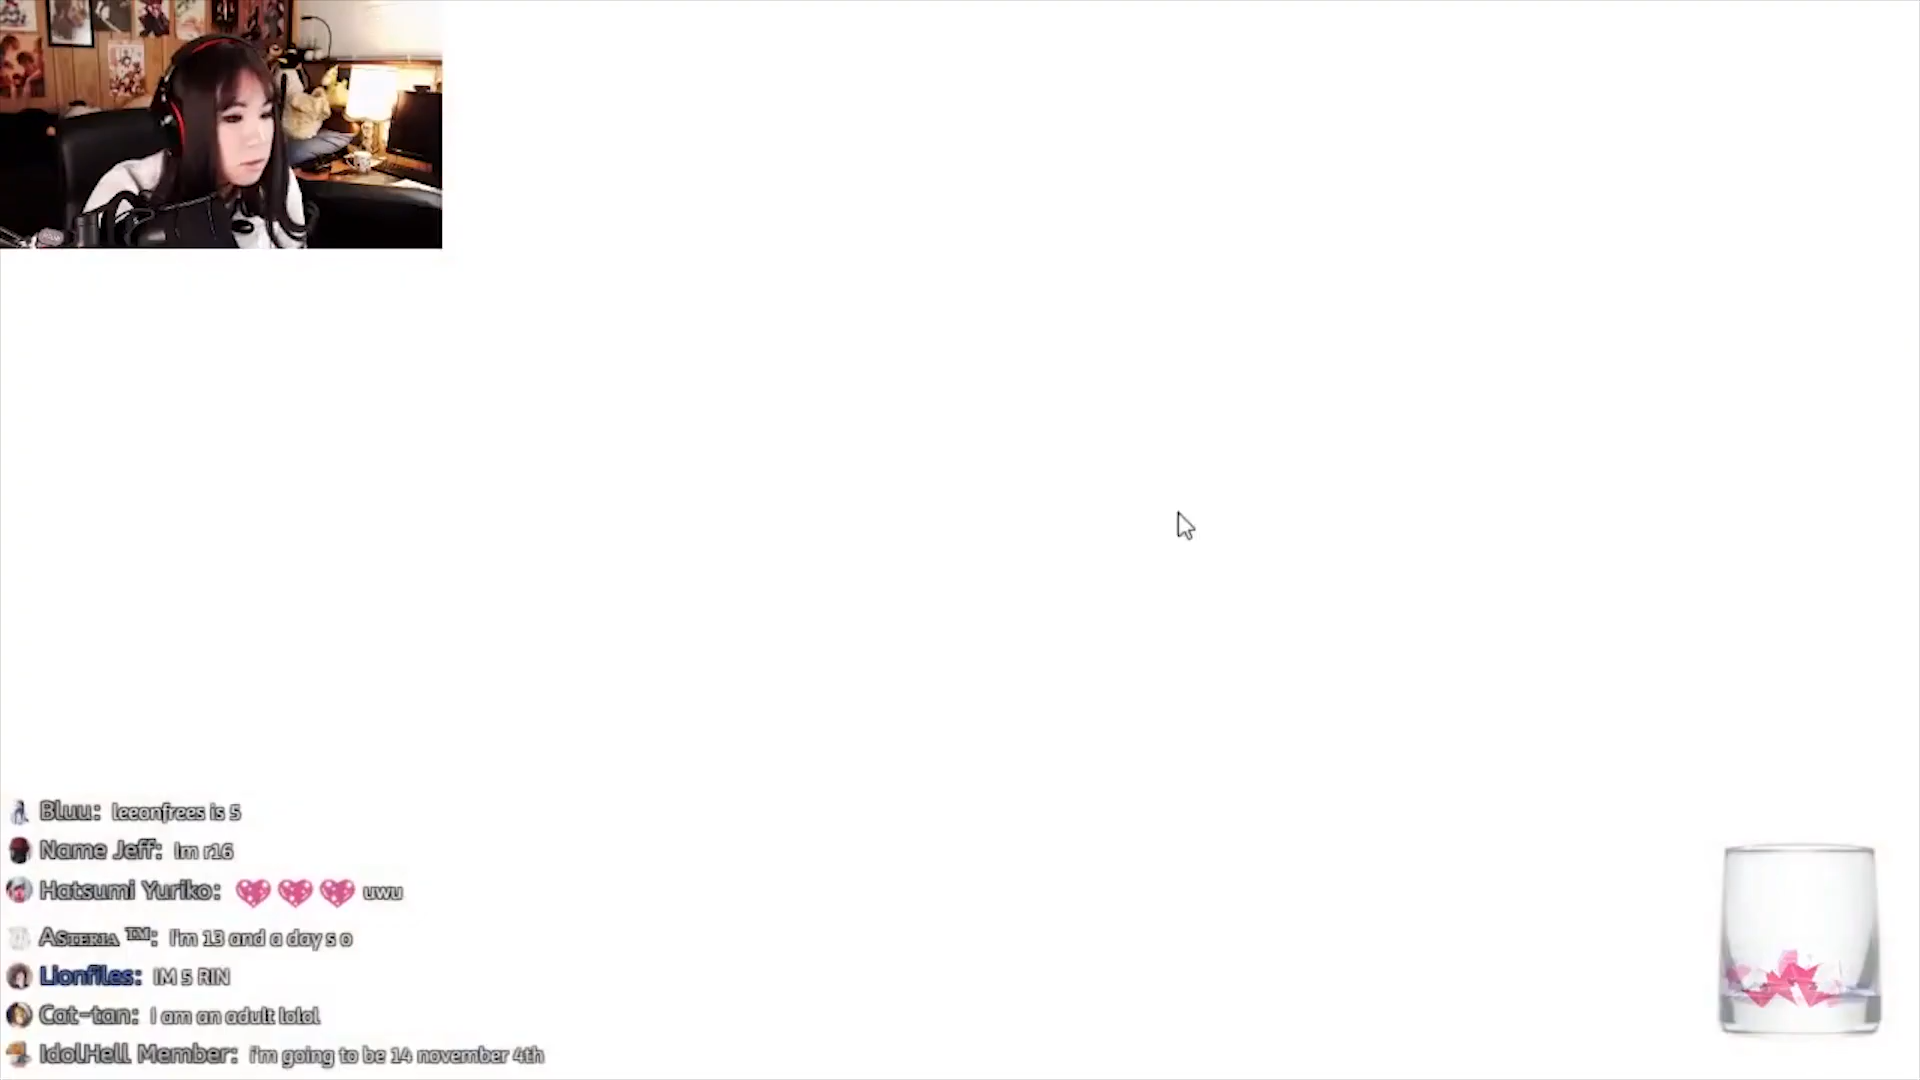 Bluu: leeonfrees is 5
Name Jeff: Im r16
Hatsumi Yuriko: uwu
Asteria ™: I'm 13 and a day s o
Lionfiles: IM 5 RIN
Cat-tan: I am an adult lolol
IdolHell Member: i'm going to be 14 november 4th